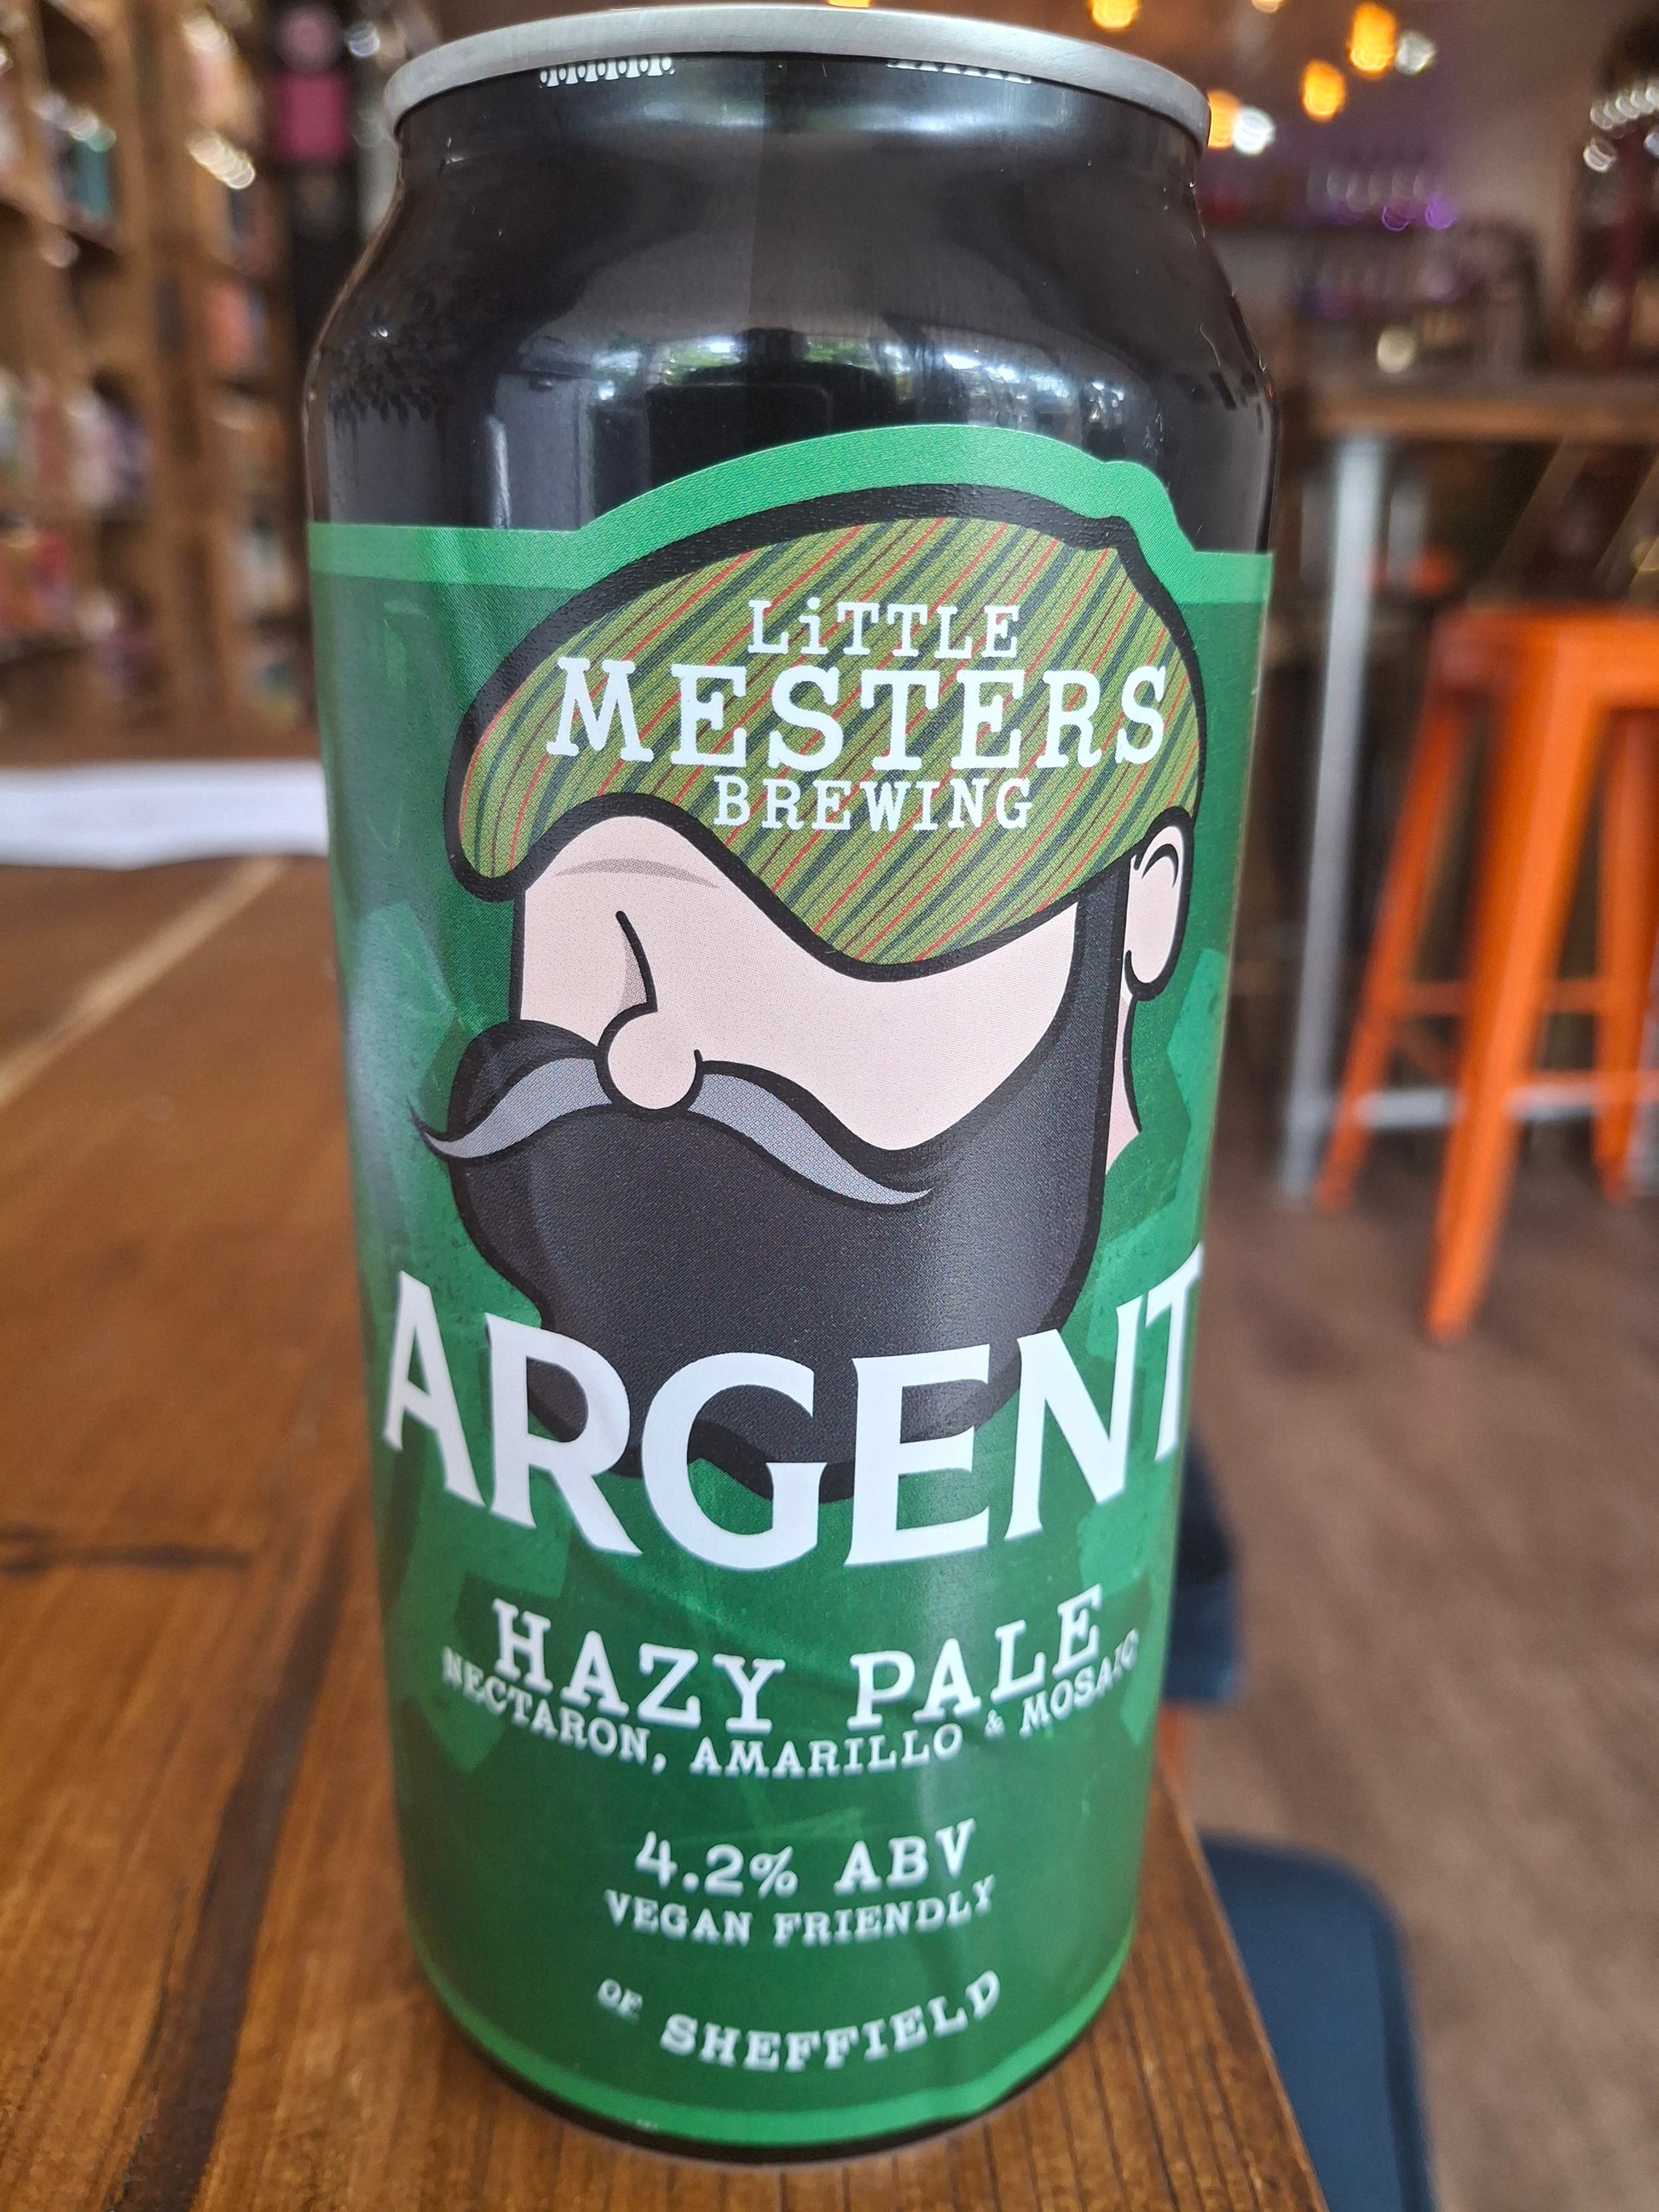 LiTTLE
MESTERS
BREWING
ARGENT
HAZY PALE
NECTARON, AMARILLO & MOSAIC
4.2% ABV
VEGAN FRIENDLY
OF SHEFFIELD